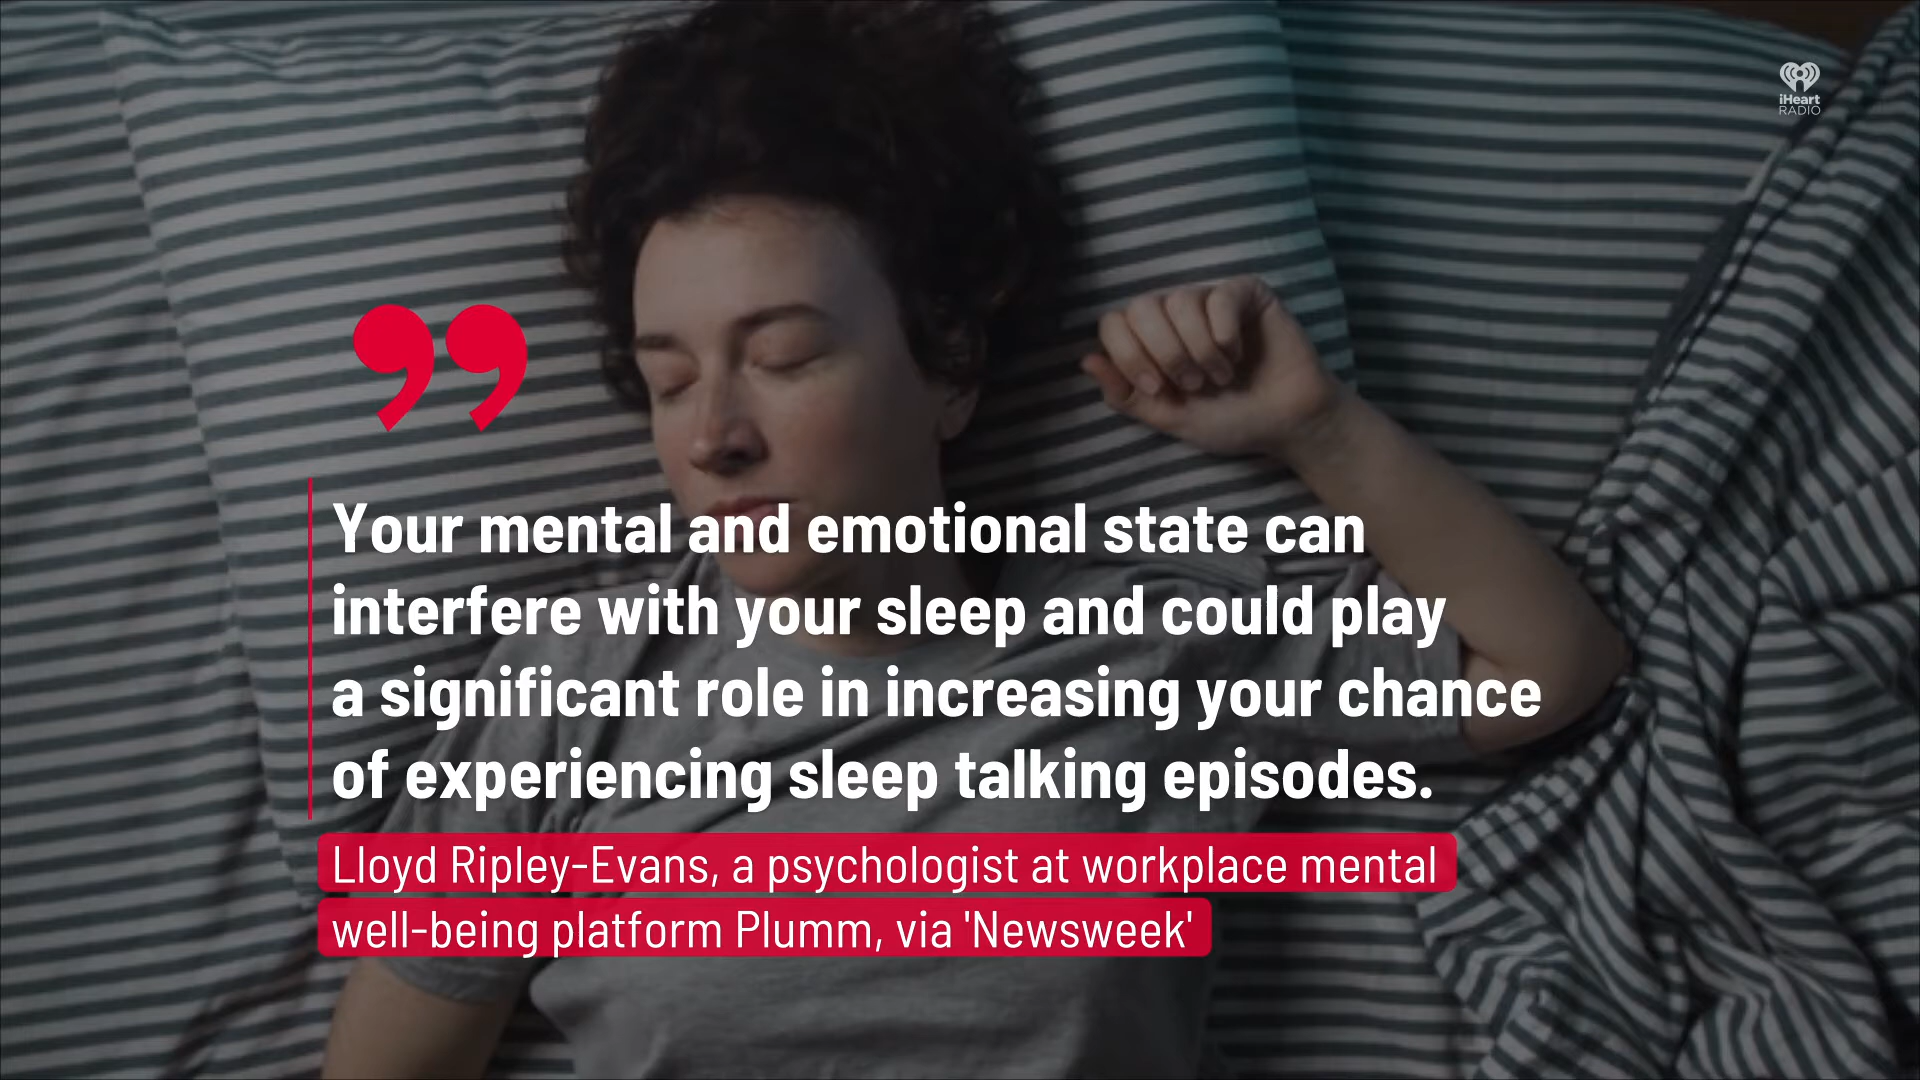 iHeart
RADIO
”
Your mental and emotional state can
interfere with your sleep and could play
a significant role in increasing your chance
of experiencing sleep talking episodes.
Lloyd Ripley-Evans, a psychologist at workplace mental
well-being platform Plumm, via 'Newsweek'